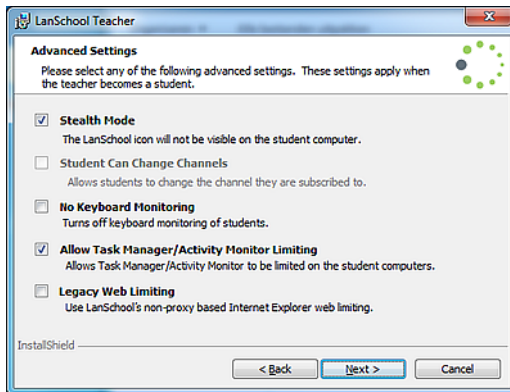 LanSchool Teacher
Advanced Settings
Please select any of the following advanced settings. These settings apply when
the teacher becomes a student.
Stealth Mode
The LanSchool icon will not be visible on the student computer.
Student Can Change Channels
Allows students to change the channel they are subscribed to.
No Keyboard Monitoring
Turns off keyboard monitoring of students.
Allow Task Manager/Activity Monitor Limiting
Allows Task Manager/Activity Monitor to be limited on the student computers.
Legacy Web Limiting
Use LanSchool's non-proxy based Internet Explorer web limiting.
InstallShield
< Back Next > Cancel